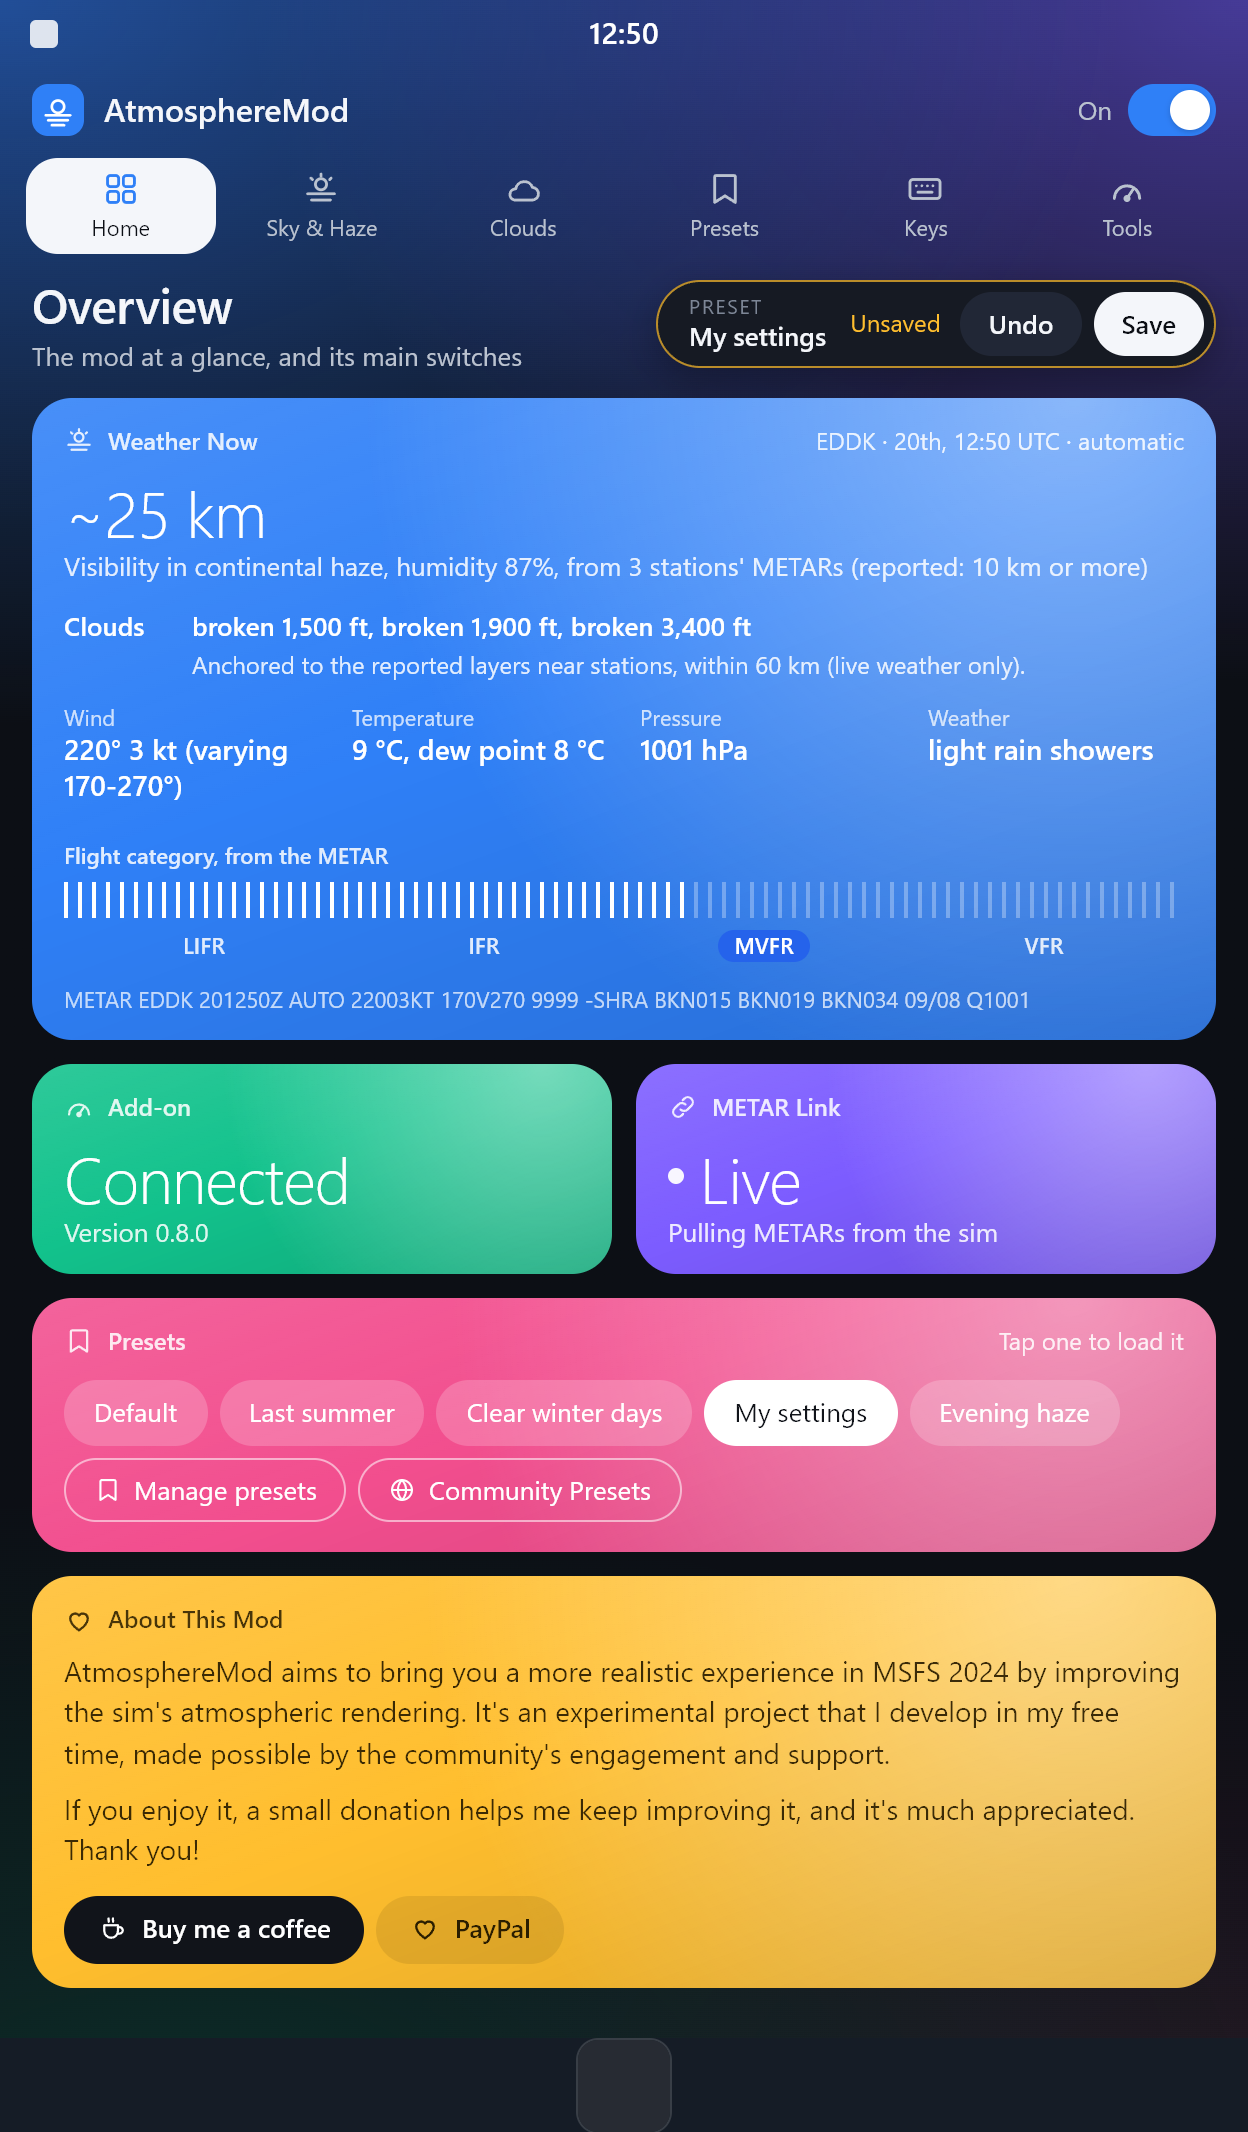 12:50
AtmosphereMod
On
Home
Sky & Haze
Clouds
Presets
Keys
Tools
Overview
The mod at a glance, and its main switches
PRESET
My settings
Unsaved
Undo
Save
Weather Now
EDDK · 20th, 12:50 UTC · automatic
~25 km
Visibility in continental haze, humidity 87%, from 3 stations' METARs (reported: 10 km or more)
Clouds
broken 1,500 ft, broken 1,900 ft, broken 3,400 ft
Anchored to the reported layers near stations, within 60 km (live weather only).
Wind
220° 3 kt (varying
170-270°)
Temperature
9 °C, dew point 8 °C
Pressure
1001 hPa
Weather
light rain showers
Flight category, from the METAR
LIFR
IFR
MVFR
VFR
METAR EDDK 201250Z AUTO 22003KT 170V270 9999 -SHRA BKN015 BKN019 BKN034 09/08 Q1001
Add-on
Connected
Version 0.8.0
METAR Link
Live
Pulling METARs from the sim
Presets
Tap one to load it
Default
Last summer
Clear winter days
My settings
Evening haze
Manage presets
Community Presets
About This Mod
AtmosphereMod aims to bring you a more realistic experience in MSFS 2024 by improving
the sim's atmospheric rendering. It's an experimental project that I develop in my free
time, made possible by the community's engagement and support.
If you enjoy it, a small donation helps me keep improving it, and it's much appreciated.
Thank you!
Buy me a coffee
PayPal